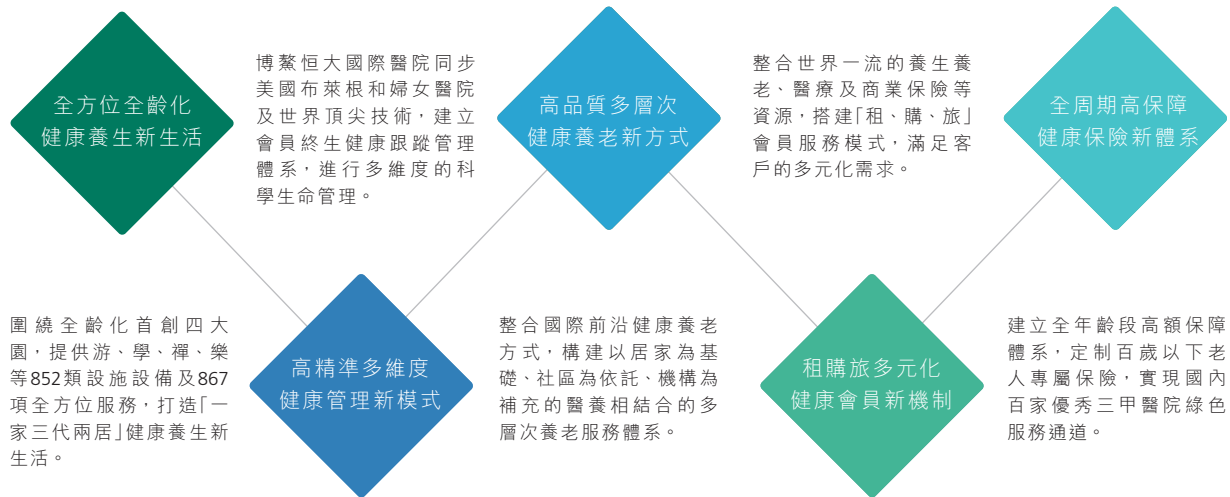 全方位全齡化
健康養生新生活
圍繞全齡化首創四大
園，提供游、學、禪、樂
等852類設施設備及867
項全方位服務，打造「一
家三代兩居」健康養生新
生活。
博鰲恒大國際醫院同步
美國布萊根和婦女醫院
及世界頂尖技術，建立
會員終生健康跟蹤管理
體系，進行多維度的科
學生命管理。
高精準多維度
健康管理新模式
高品質多層次
健康養老新方式
整合國際前沿健康養老
方式，構建以居家為基
礎、社區為依託、機構為
補充的醫養相結合的多
層次養老服務體系。
整合世界一流的養生養
老、醫療及商業保險等
資源，搭建「租、購、旅」
會員服務模式，滿足客
戶的多元化需求。
租購旅多元化
健康會員新機制
全周期高保障
健康保險新體系
建立全年齡段高額保障
體系，定制百歲以下老
人專屬保險，實現國內
百家優秀三甲醫院綠色
服務通道。